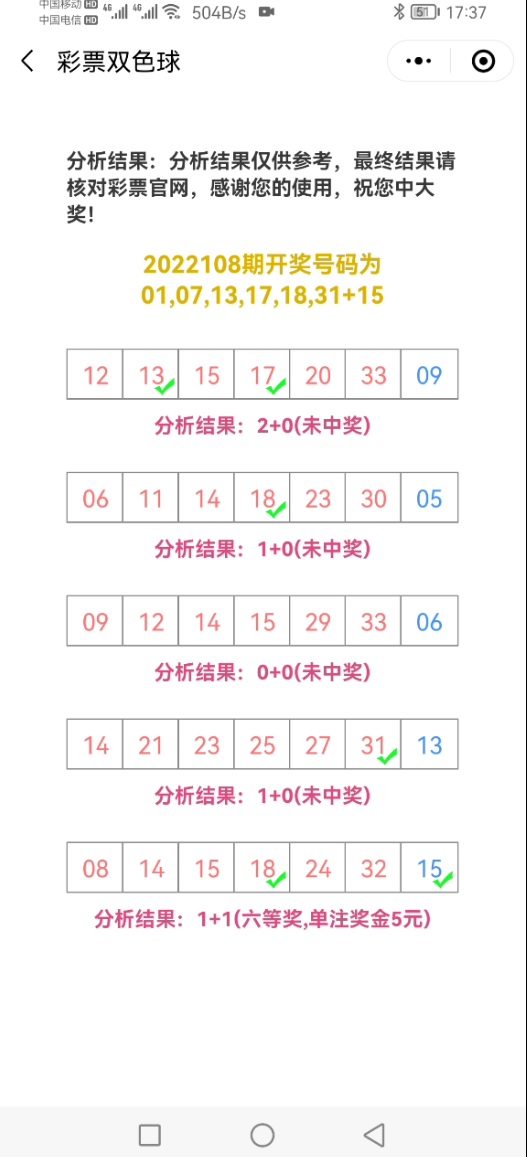 中国移动 HD 4G 4G 504B/s 51 17:37
中国电信 HD
彩票双色球
分析结果：分析结果仅供参考，最终结果请
核对彩票官网，感谢您的使用，祝您中大
奖！
2022108期开奖号码为
01,07,13,17,18,31+15
12 13 15 17 20 33 09
分析结果：2+0(未中奖)
06 11 14 18 23 30 05
分析结果：1+0(未中奖)
09 12 14 15 29 33 06
分析结果：0+0(未中奖)
14 21 23 25 27 31 13
分析结果：1+0(未中奖)
08 14 15 18 24 32 15
分析结果：1+1(六等奖,单注奖金5元)